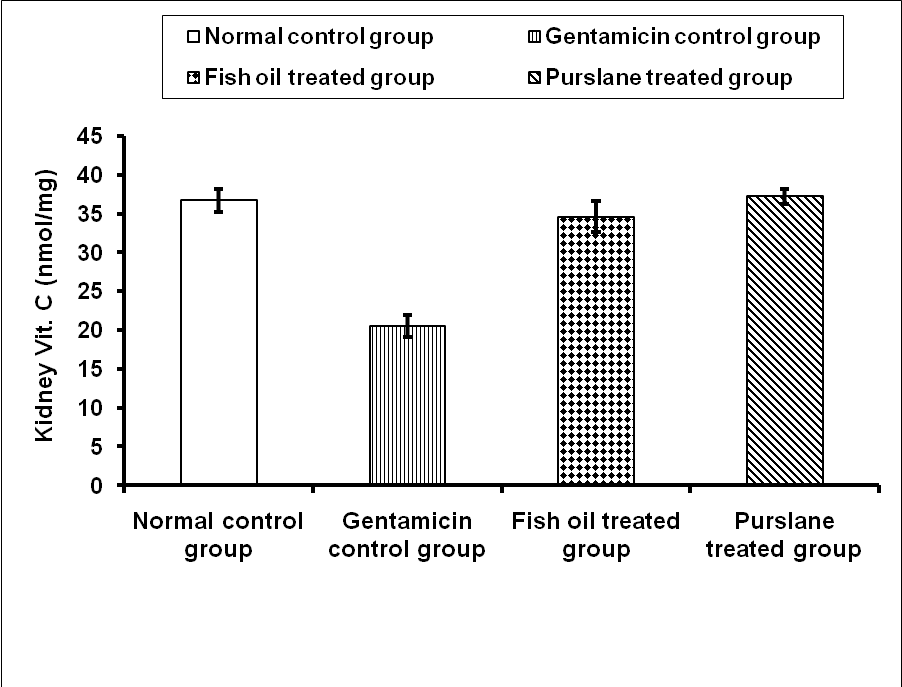 Normal control group
Gentamicin control group
Fish oil treated group
Purslane treated group
Kidney Vit. C (nmol/mg)
45
40
35
30
25
20
15
10
5
0
Normal control
group
Gentamicin
control group
Fish oil treated
group
Purslane
treated group